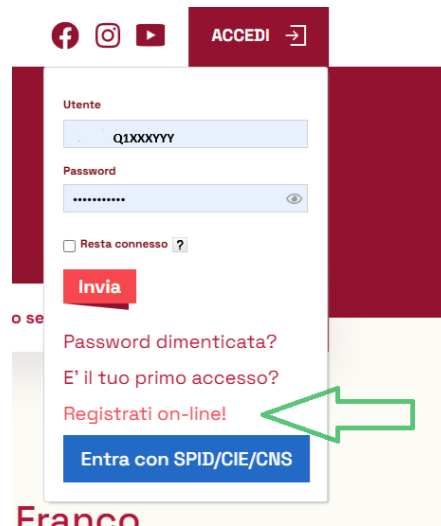 ACCEDI
Utente
Q1XXXYYY
Password
Resta connesso ?
Invia
o se
Password dimenticata?
E' il tuo primo accesso?
Registrati on-line!
Entra con SPID/CIE/CNS
Franco